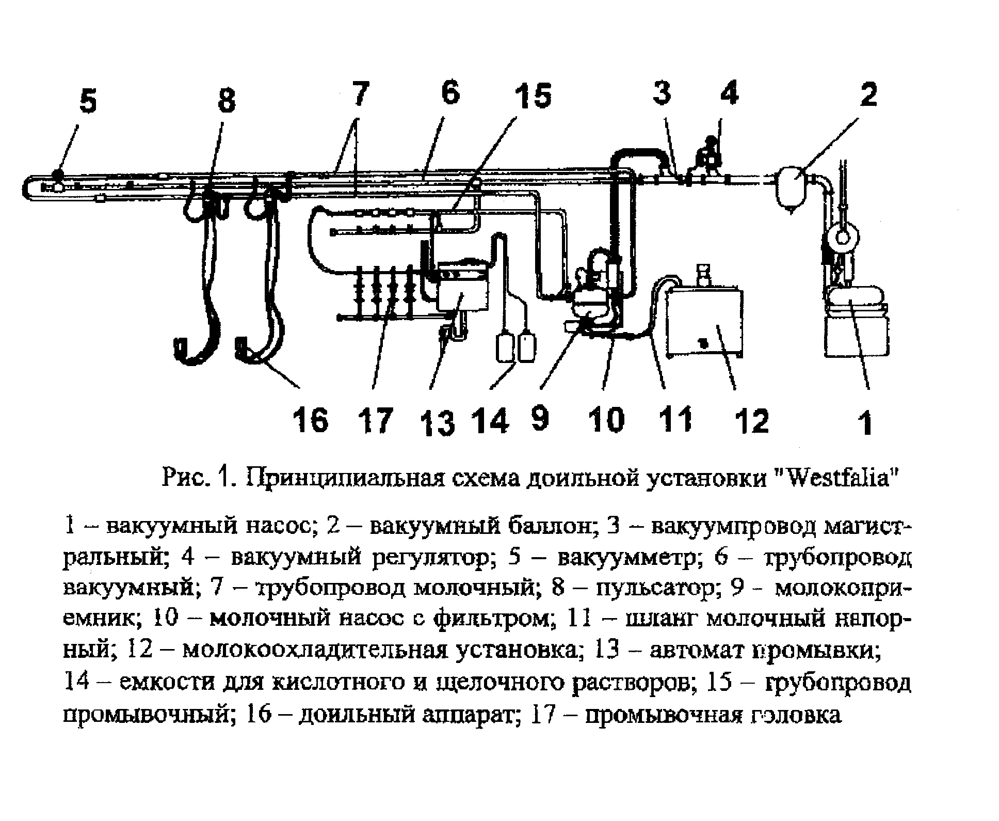 5 8 7 6 15 3 4 2
16 17 13 14 9 10 11 12 1
Рис. 1. Принципиальная схема доильной установки "Westfalia"
1 – вакуумный насос; 2 – вакуумный баллон; 3 – вакуумпровод магист-
ральный; 4 – вакуумный регулятор; 5 – вакуумметр; 6 – трубопровод
вакуумный; 7 – трубопровод молочный; 8 – пульсатор; 9 - молокопри-
емник; 10 – молочный насос с фильтром; 11 – шланг молочный напор-
ный; 12 – молокоохладительная установка; 13 – автомат промывки;
14 – емкости для кислотного и щелочного растворов; 15 – трубопровод
промывочный; 16 – доильный аппарат; 17 – промывочная головка